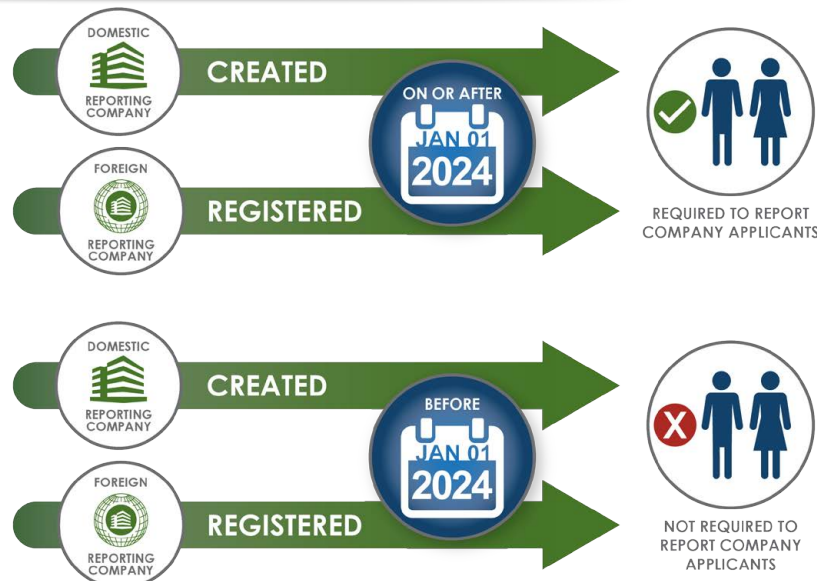 DOMESTIC
REPORTING
COMPANY
CREATED
ON OR AFTER
JAN 01
2024
FOREIGN
REPORTING
COMPANY
REGISTERED
REQUIRED TO REPORT
COMPANY APPLICANTS
DOMESTIC
REPORTING
COMPANY
CREATED
BEFORE
JAN 01
2024
FOREIGN
REPORTING
COMPANY
REGISTERED
X
NOT REQUIRED TO
REPORT COMPANY
APPLICANTS